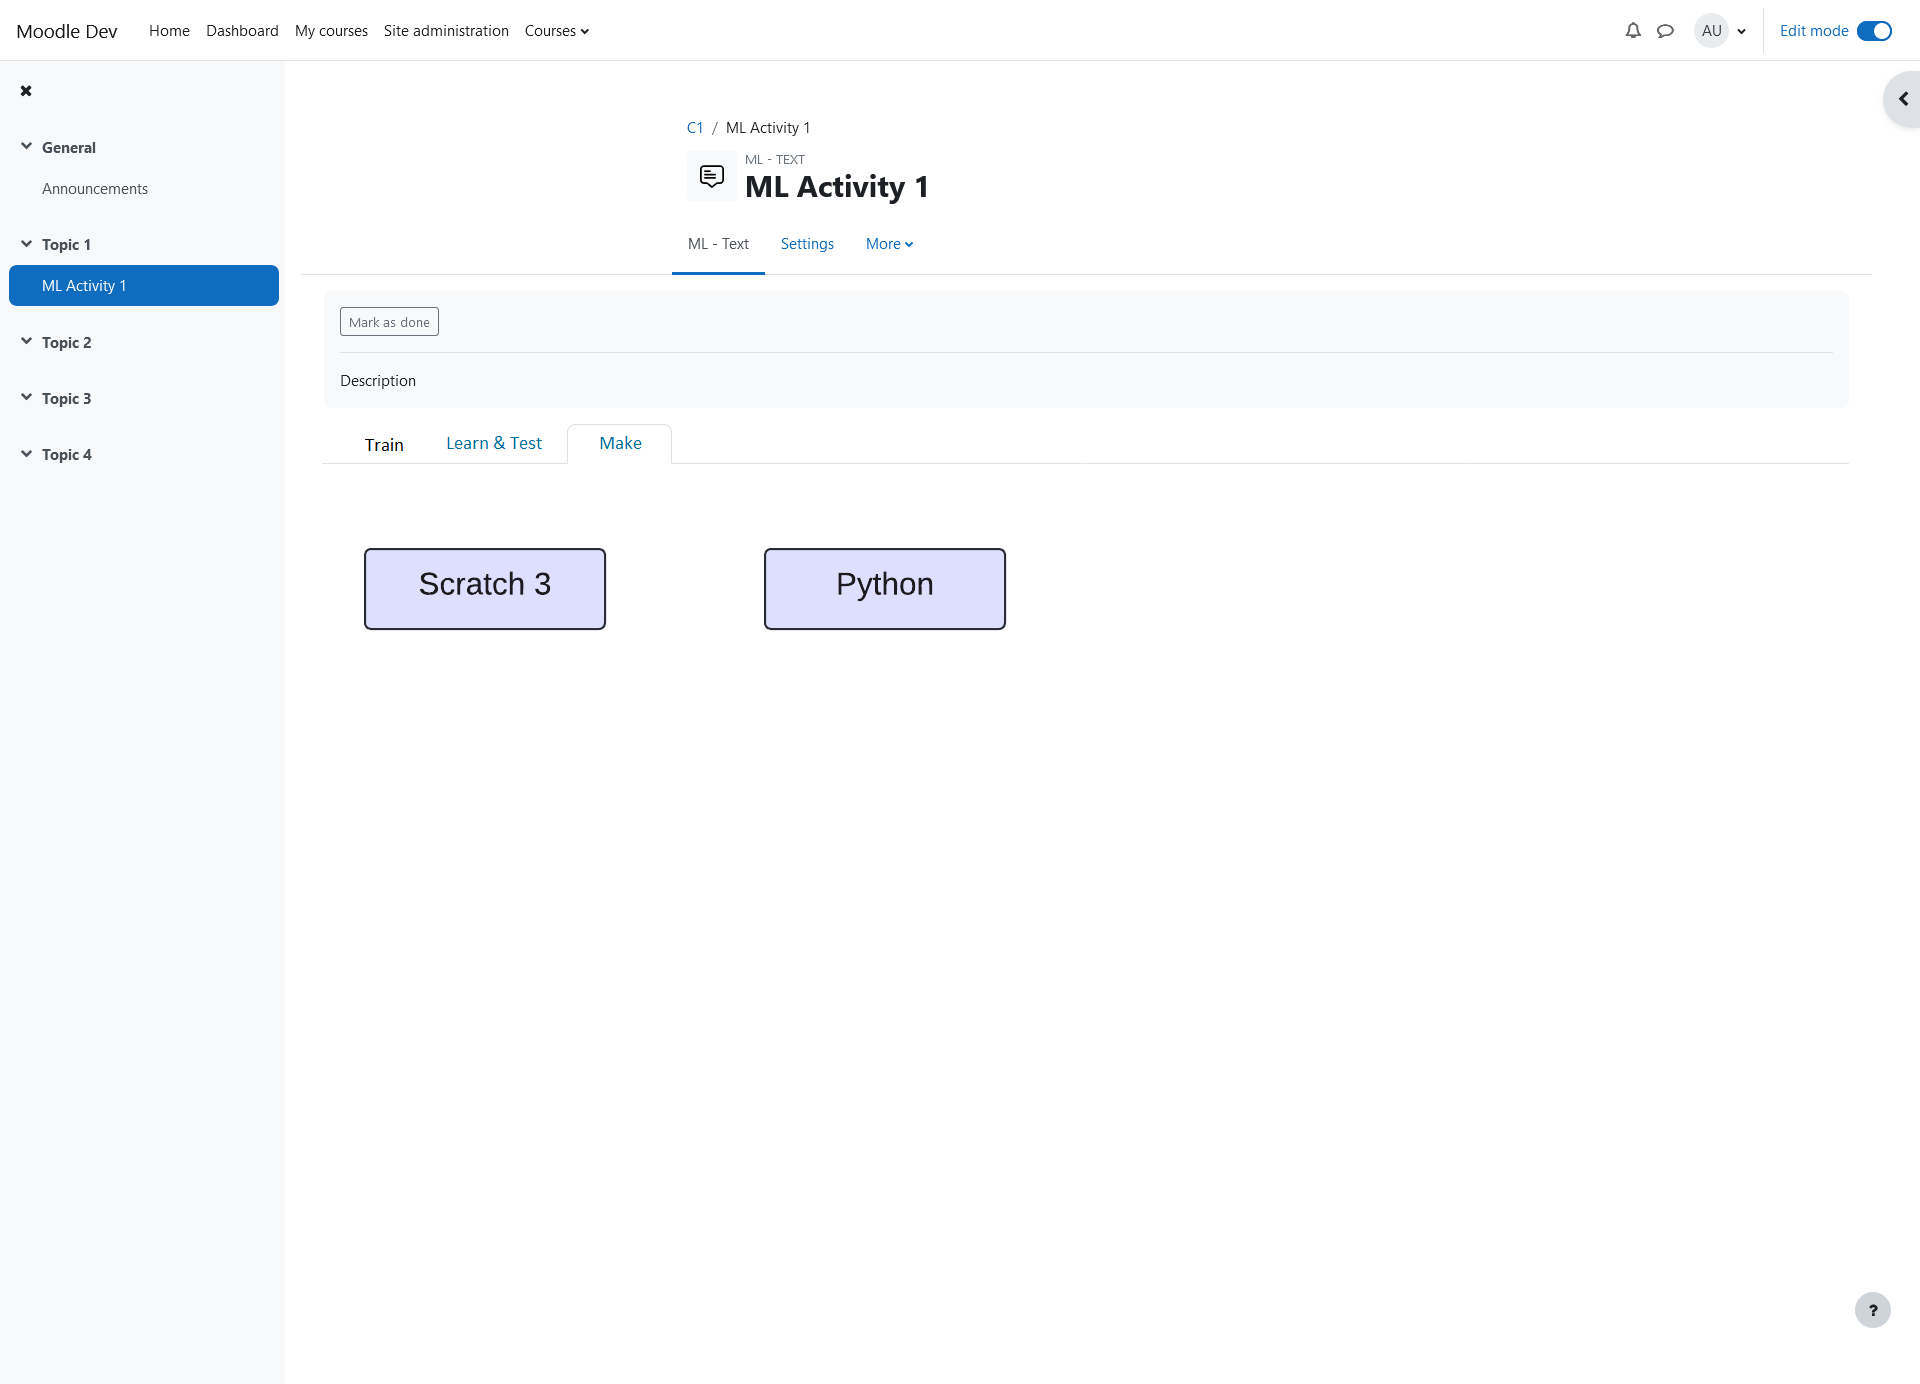 Moodle Dev Home Dashboard My courses Site administration Courses AU Edit mode
General
Announcements
Topic 1
ML Activity 1
Topic 2
Topic 3
Topic 4
C1 / ML Activity 1
ML - TEXT
ML Activity 1
ML - Text Settings More
Mark as done
Description
Train Learn & Test Make
Scratch 3 Python
?